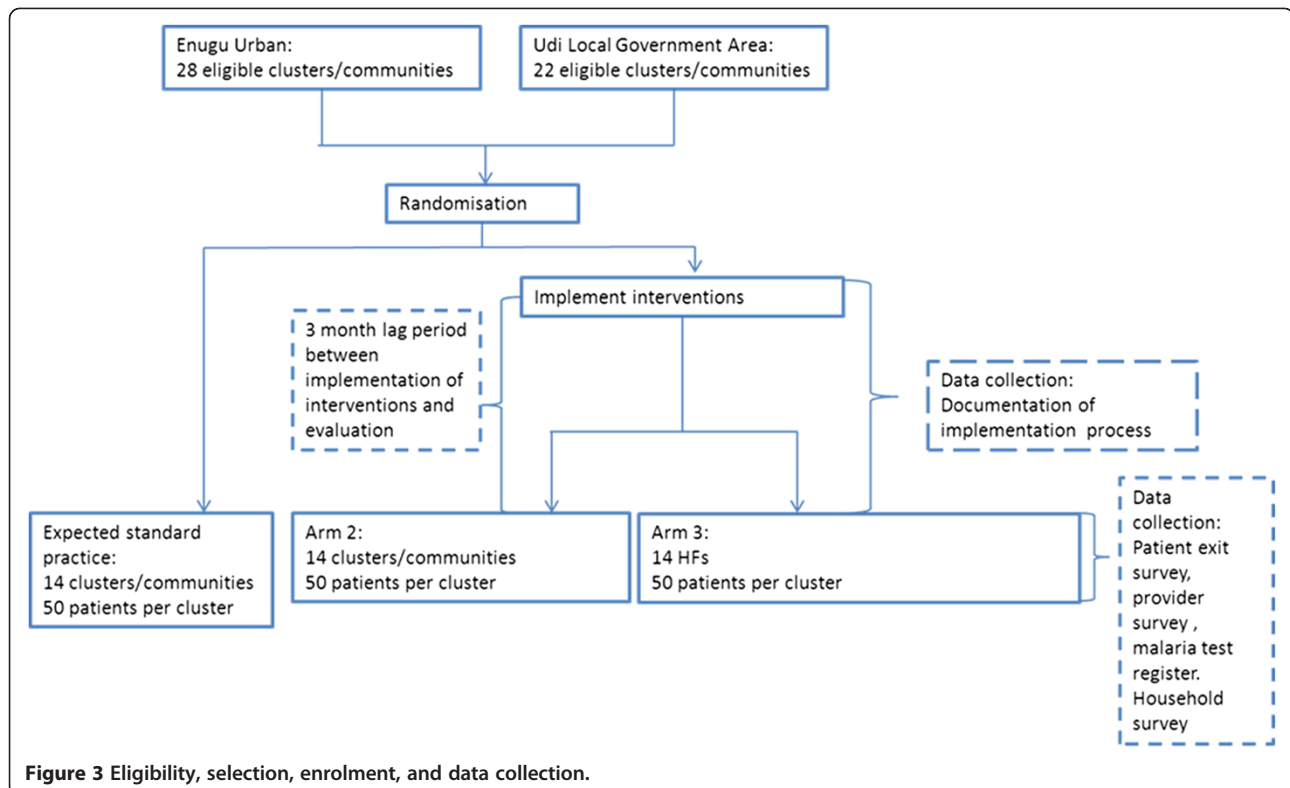 Enugu Urban:
28 eligible clusters/communities
Udi Local Government Area:
22 eligible clusters/communities
Randomisation
Implement interventions
3 month lag period
between
implementation of
interventions and
evaluation
Data collection:
Documentation of
implementation process
Expected standard
practice:
14 clusters/communities
50 patients per cluster
Arm 2:
14 clusters/communities
50 patients per cluster
Arm 3:
14 HFs
50 patients per cluster
Data
collection:
Patient exit
survey,
provider
survey ,
malaria test
register.
Household
survey
Figure 3 Eligibility, selection, enrolment, and data collection.